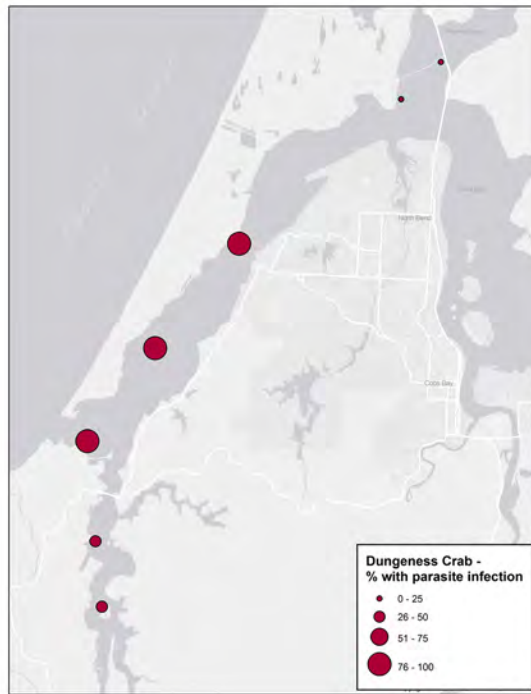 North Bend
Coos Bay
Dungeness Crab -
% with parasite infection
0 - 25
26 - 50
51 - 75
76 - 100